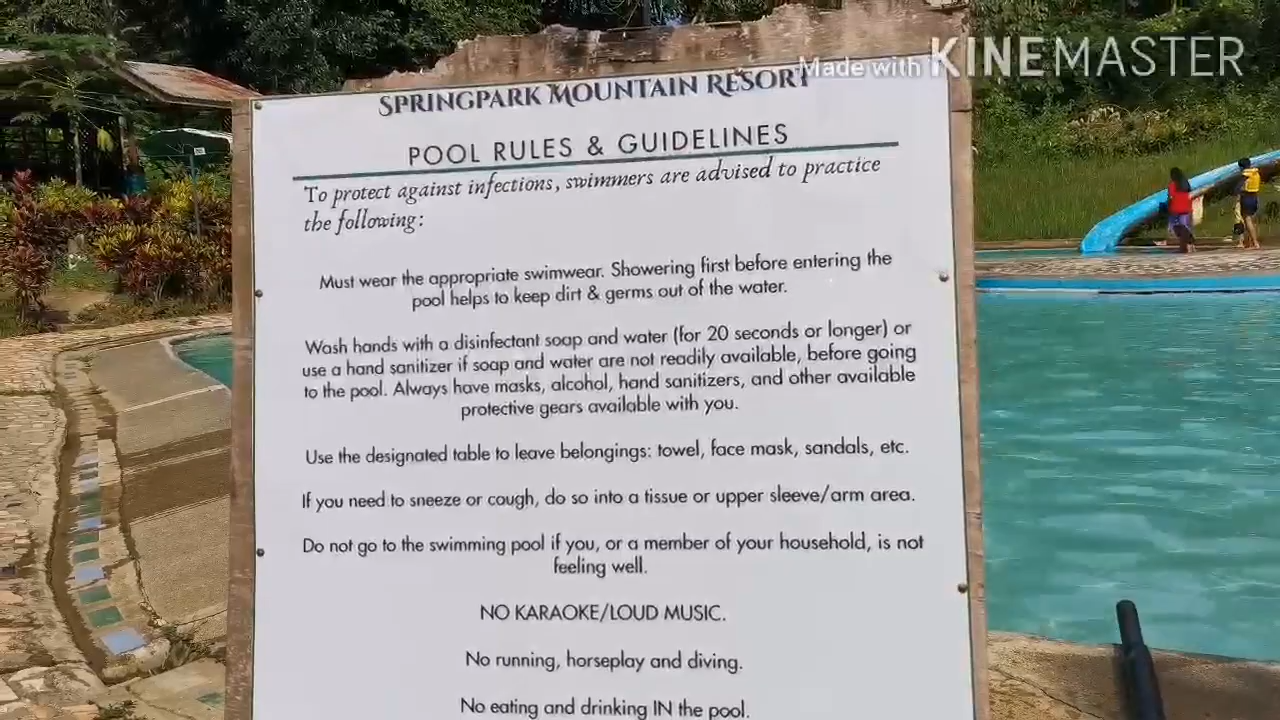 Made with KINEMASTER
SPRINGPARK MOUNTAIN RESORT
POOL RULES & GUIDELINES
To protect against infections, swimmers are advised to practice
the following:
Must wear the appropriate swimwear. Showering first before entering the
pool helps to keep dirt & germs out of the water.
Wash hands with a disinfectant soap and water (for 20 seconds or longer) or
use a hand sanitizer if soap and water are not readily available, before going
to the pool. Always have masks, alcohol, hand sanitizers, and other available
protective gears available with you.
Use the designated table to leave belongings: towel, face mask, sandals, etc.
If you need to sneeze or cough, do so into a tissue or upper sleeve/arm area.
Do not go to the swimming pool if you, or a member of your household, is not
feeling well.
NO KARAOKE/LOUD MUSIC.
No running, horseplay and diving.
No eating and drinking IN the pool.